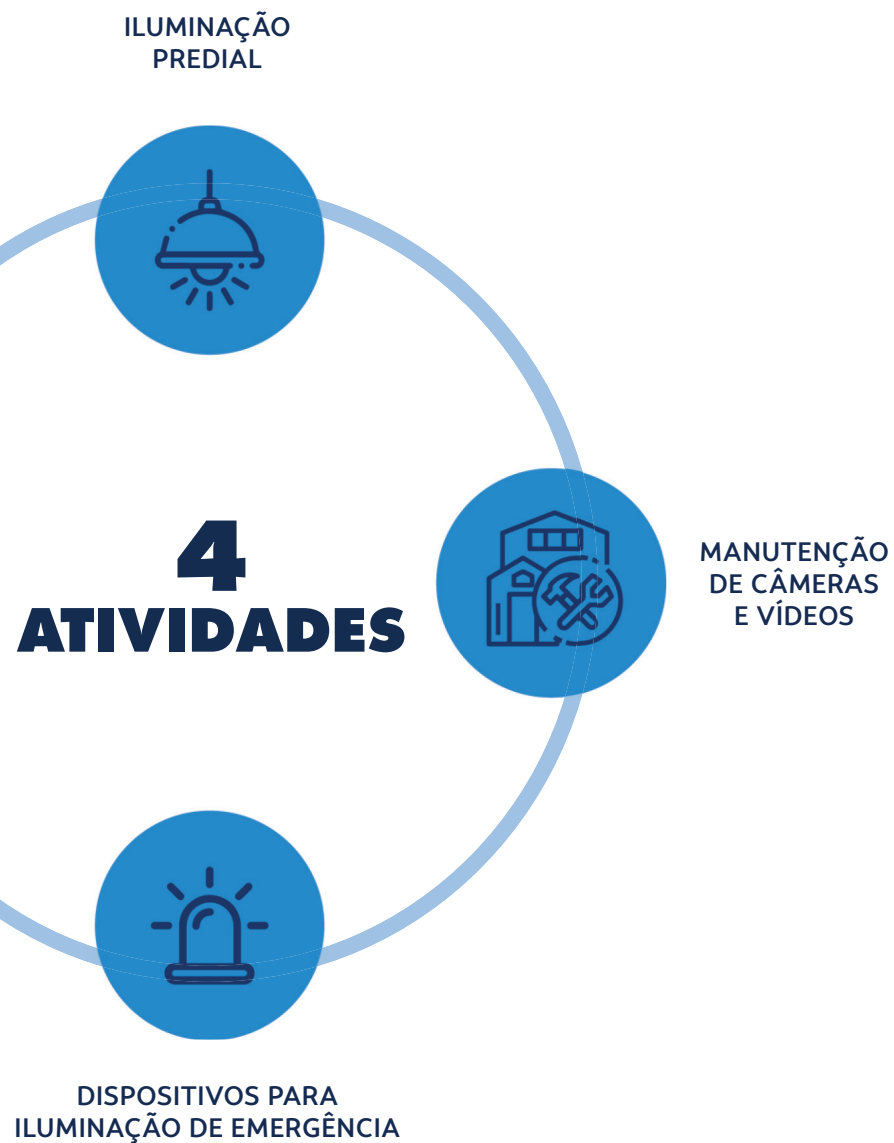 ILUMINAÇÃO
PREDIAL
4
ATIVIDADES
MANUTENÇÃO
DE CÂMERAS
E VÍDEOS
DISPOSITIVOS PARA
ILUMINAÇÃO DE EMERGÊNCIA